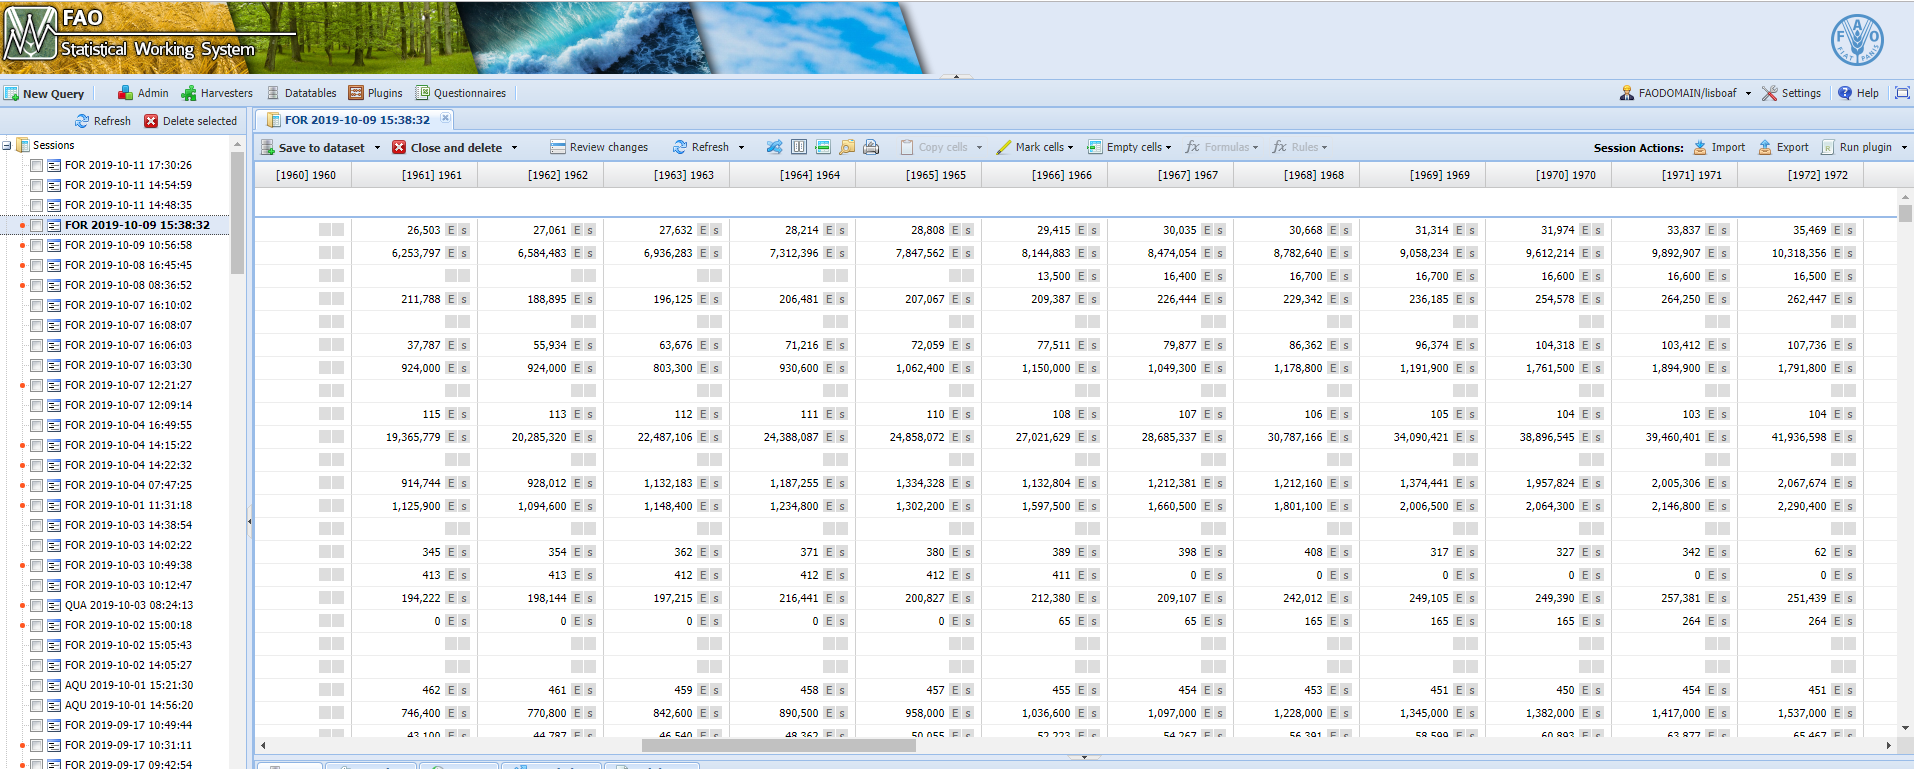 FAO
Statistical Working System
FAO
FIAT PANIS
New Query Admin Harvesters Datatables Plugins Questionnaires FAODOMAIN/lisboaf Settings Help
Refresh Delete selected
FOR 2019-10-09 15:38:32
Save to dataset Close and delete Review changes Refresh Copy cells Mark cells Empty cells fx Formulas fx Rules Session Actions: Import Export Run plugin
Sessions
FOR 2019-10-11 17:30:26
FOR 2019-10-11 14:54:59
FOR 2019-10-11 14:48:35
FOR 2019-10-09 15:38:32
FOR 2019-10-09 10:56:58
FOR 2019-10-08 16:45:45
FOR 2019-10-08 08:36:52
FOR 2019-10-07 16:10:02
FOR 2019-10-07 16:08:07
FOR 2019-10-07 16:06:03
FOR 2019-10-07 16:03:30
FOR 2019-10-07 12:21:27
FOR 2019-10-07 12:09:14
FOR 2019-10-04 16:49:55
FOR 2019-10-04 14:15:22
FOR 2019-10-04 14:22:32
FOR 2019-10-04 07:47:25
FOR 2019-10-01 11:31:18
FOR 2019-10-03 14:38:54
FOR 2019-10-03 14:02:22
FOR 2019-10-03 10:49:38
FOR 2019-10-03 10:12:47
QUA 2019-10-03 08:24:13
FOR 2019-10-02 15:00:18
FOR 2019-10-02 15:05:43
FOR 2019-10-02 14:05:27
AQU 2019-10-01 15:21:30
AQU 2019-10-01 14:56:20
FOR 2019-09-17 10:49:44
FOR 2019-09-17 10:31:11
FOR 2019-09-17 09:42:54
[1960] 1960 [1961] 1961 [1962] 1962 [1963] 1963 [1964] 1964 [1965] 1965 [1966] 1966 [1967] 1967 [1968] 1968 [1969] 1969 [1970] 1970 [1971] 1971 [1972] 1972
26,503 E s 27,061 E s 27,632 E s 28,214 E s 28,808 E s 29,415 E s 30,035 E s 30,668 E s 31,314 E s 31,974 E s 33,837 E s 35,469 E s
6,253,797 E s 6,584,483 E s 6,936,283 E s 7,312,396 E s 7,847,562 E s 8,144,883 E s 8,474,054 E s 8,782,640 E s 9,058,234 E s 9,612,214 E s 9,892,907 E s 10,318,356 E s
13,500 E s 16,400 E s 16,700 E s 16,700 E s 16,600 E s 16,600 E s 16,500 E s
211,788 E s 188,895 E s 196,125 E s 206,481 E s 207,067 E s 209,387 E s 226,444 E s 229,342 E s 236,185 E s 254,578 E s 264,250 E s 262,447 E s
37,787 E s 55,934 E s 63,676 E s 71,216 E s 72,059 E s 77,511 E s 79,877 E s 86,362 E s 96,374 E s 104,318 E s 103,412 E s 107,736 E s
924,000 E s 924,000 E s 803,300 E s 930,600 E s 1,062,400 E s 1,150,000 E s 1,049,300 E s 1,178,800 E s 1,191,900 E s 1,761,500 E s 1,894,900 E s 1,791,800 E s
115 E s 113 E s 112 E s 111 E s 110 E s 108 E s 107 E s 106 E s 105 E s 104 E s 103 E s 104 E s
19,365,779 E s 20,285,320 E s 22,487,106 E s 24,388,087 E s 24,858,072 E s 27,021,629 E s 28,685,337 E s 30,787,166 E s 34,090,421 E s 38,896,545 E s 39,460,401 E s 41,936,598 E s
914,744 E s 928,012 E s 1,132,183 E s 1,187,255 E s 1,334,328 E s 1,132,804 E s 1,212,381 E s 1,212,160 E s 1,374,441 E s 1,957,824 E s 2,005,306 E s 2,067,674 E s
1,125,900 E s 1,094,600 E s 1,148,400 E s 1,234,800 E s 1,302,200 E s 1,597,500 E s 1,660,500 E s 1,801,100 E s 2,006,500 E s 2,064,300 E s 2,146,800 E s 2,290,400 E s
345 E s 354 E s 362 E s 371 E s 380 E s 389 E s 398 E s 408 E s 317 E s 327 E s 342 E s 62 E s
413 E s 413 E s 412 E s 412 E s 412 E s 411 E s 0 E s 0 E s 0 E s 0 E s 0 E s 0 E s
194,222 E s 198,144 E s 197,215 E s 216,441 E s 200,827 E s 212,380 E s 209,107 E s 242,012 E s 249,105 E s 249,390 E s 257,381 E s 251,439 E s
0 E s 0 E s 0 E s 0 E s 0 E s 65 E s 65 E s 165 E s 165 E s 165 E s 264 E s 264 E s
462 E s 461 E s 459 E s 458 E s 457 E s 455 E s 454 E s 453 E s 451 E s 450 E s 454 E s 451 E s
746,400 E s 770,800 E s 842,600 E s 890,500 E s 958,000 E s 1,036,600 E s 1,097,000 E s 1,228,000 E s 1,345,000 E s 1,382,000 E s 1,417,000 E s 1,537,000 E s
43,100 44,787 46,540 48,362 50,055 52,223 54,267 56,391 58,599 60,893 63,877 65,467